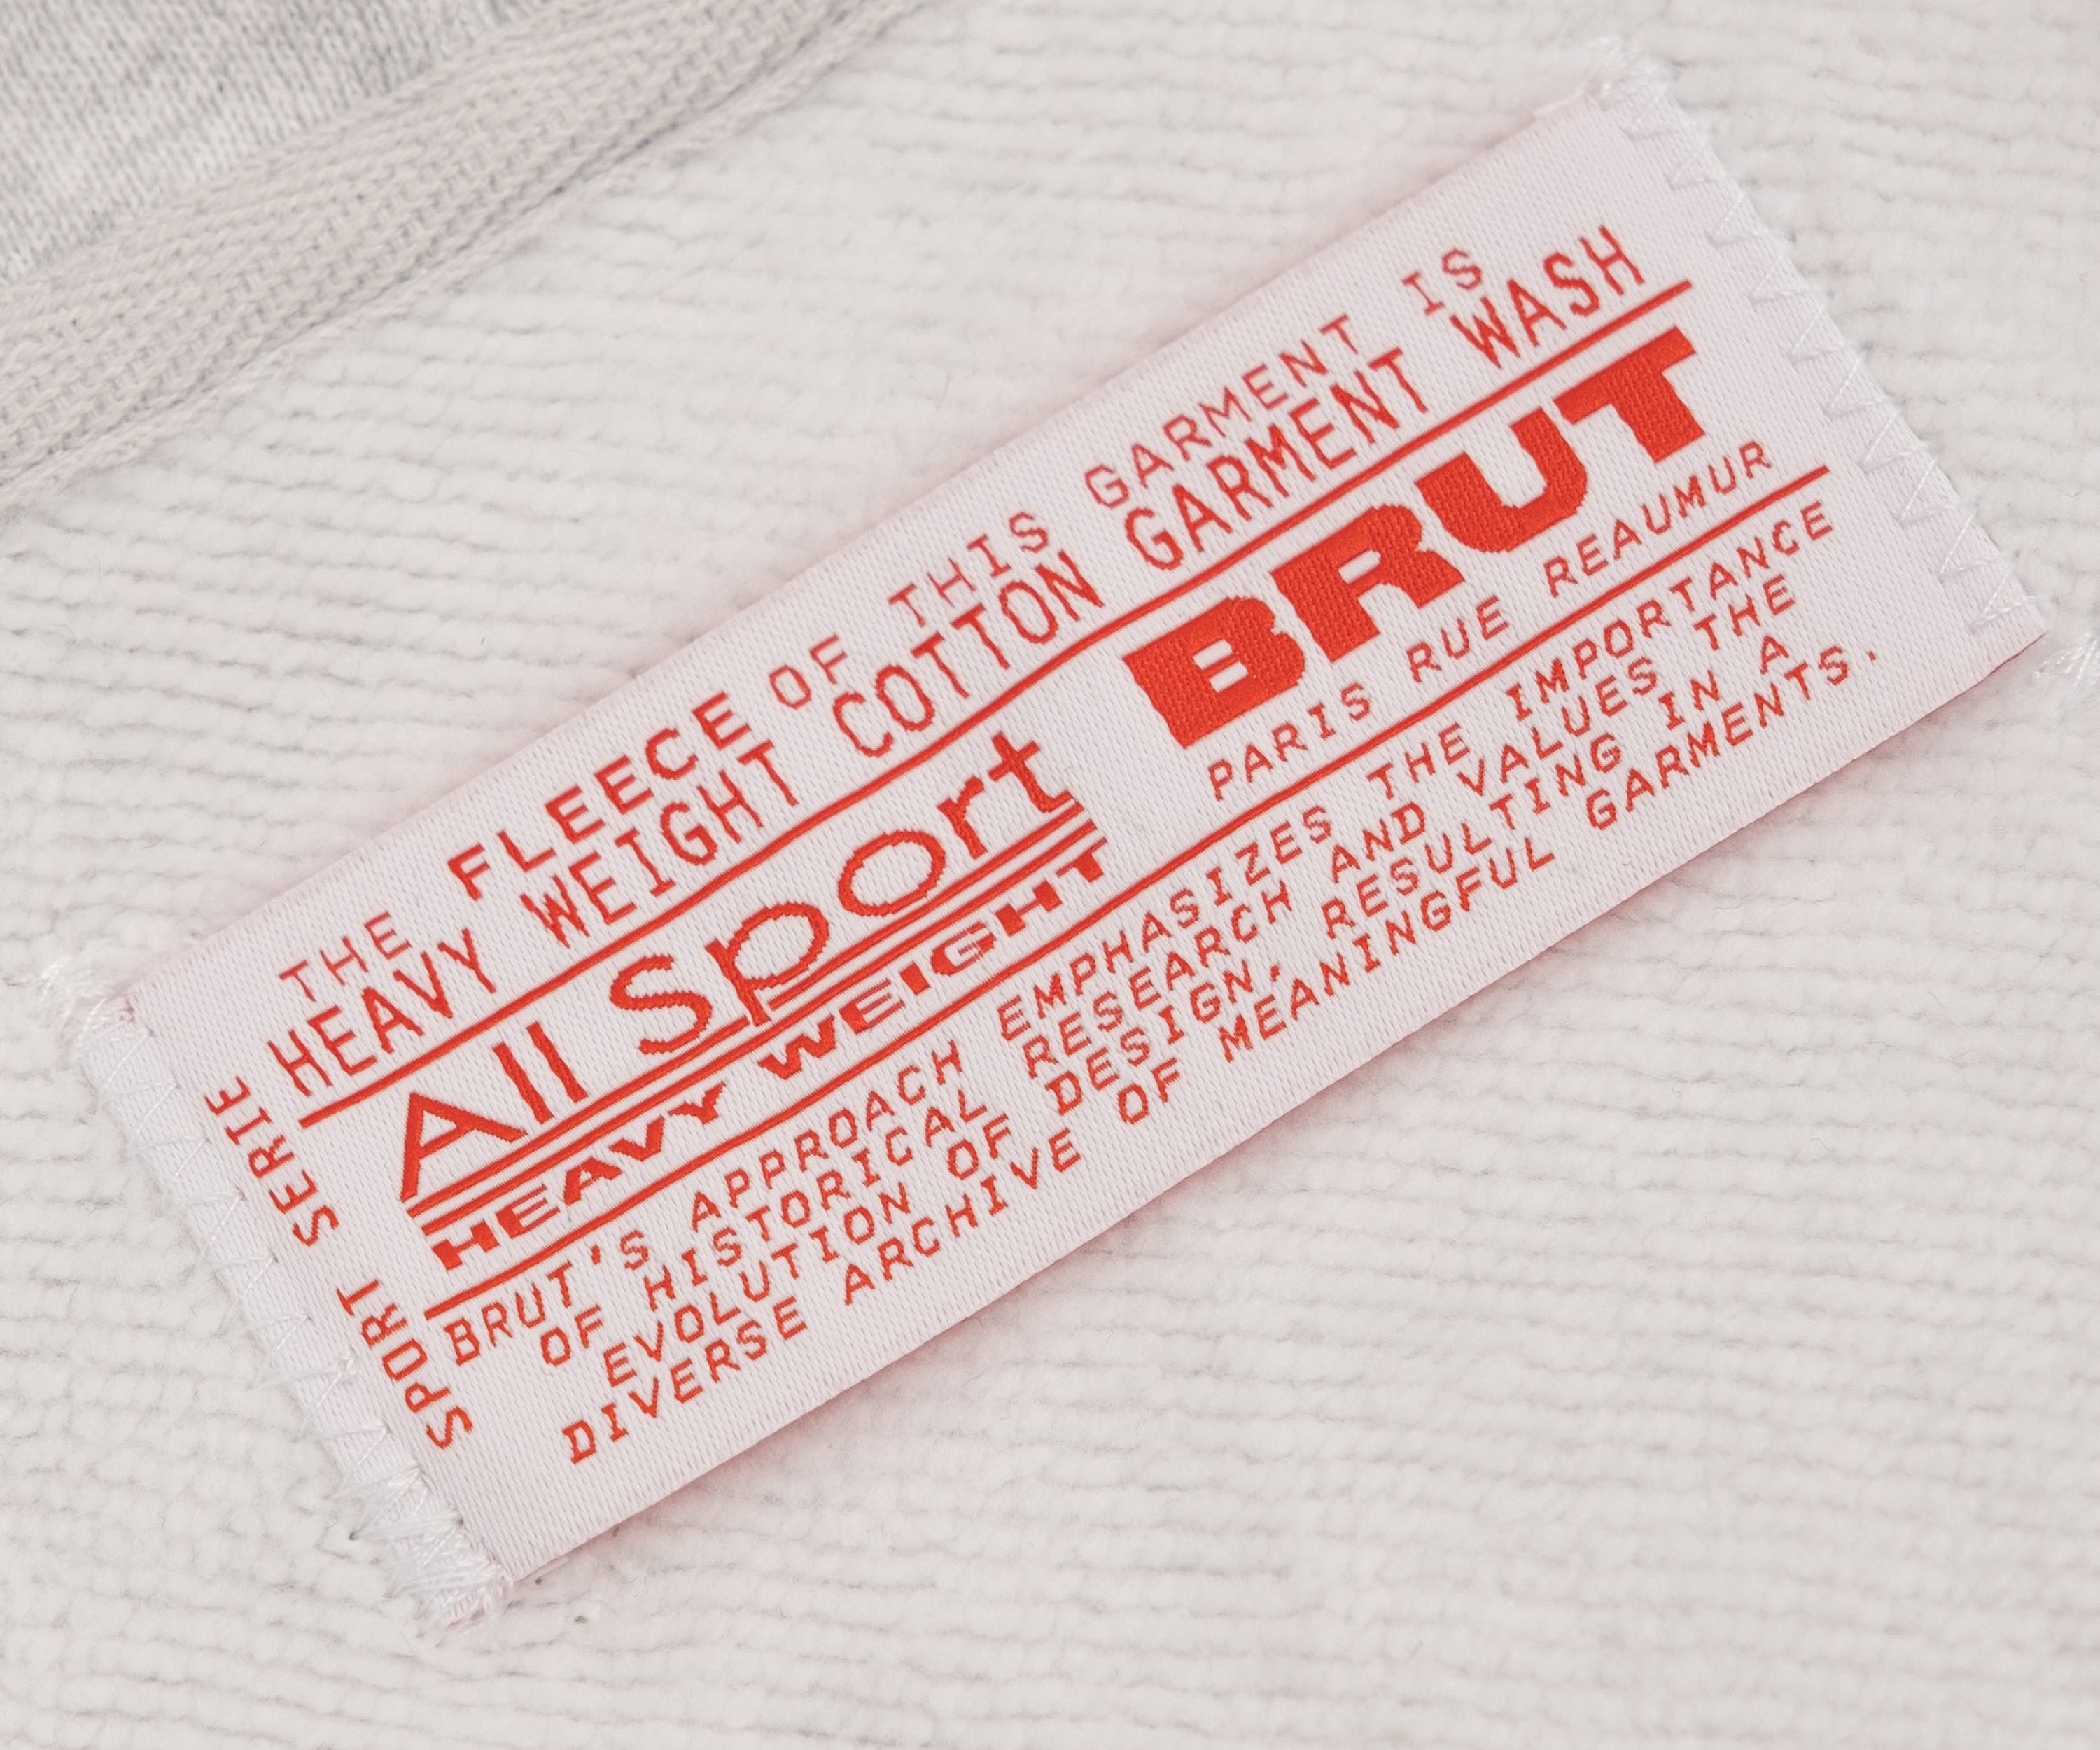 THE FLEECE OF THIS GARMENT IS
HEAVY WEIGHT COTTON GARMENT WASH
All Sport
HEAVY WEIGHT
BRUT
PARIS RUE REAUMUR
BRUT'S APPROACH EMPHASIZES THE IMPORTANCE
OF HISTORICAL RESEARCH AND VALUES THE
EVOLUTION OF DESIGN, RESULTING IN A
DIVERSE ARCHIVE OF MEANINGFUL GARMENTS.
SPORT SERIE